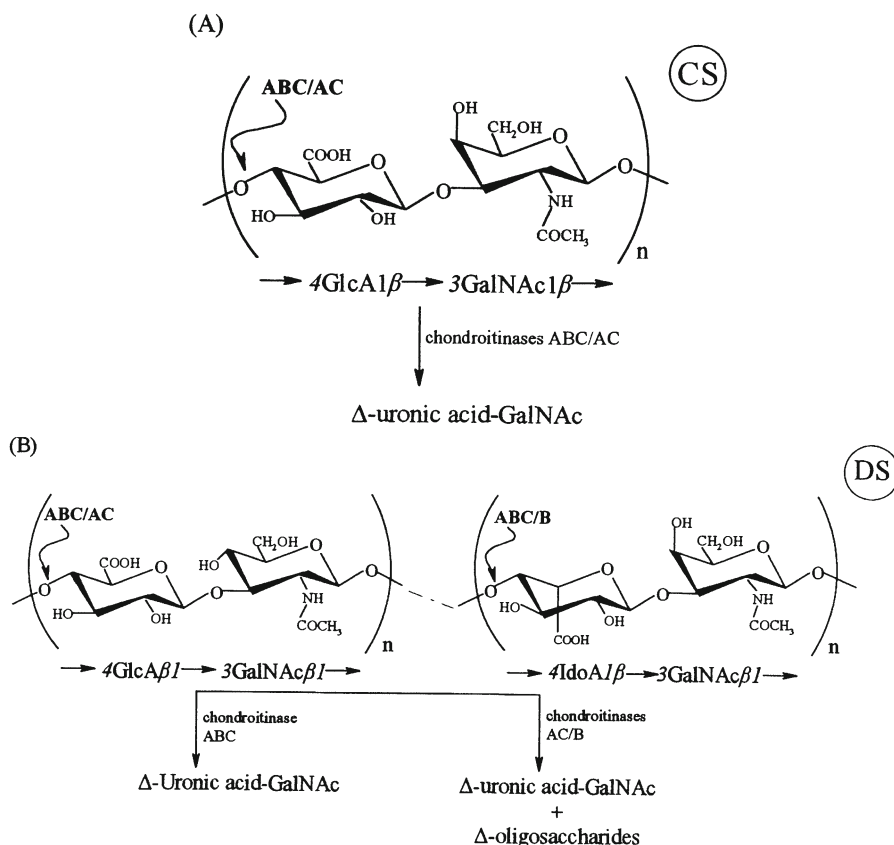 (A)
CS
ABC/AC
OH
CH₂OH
O
COOH
O
O
O
O
HO
OH
NH
COCH₃
n
4GlcA1β 3GalNAc1β
chondroitinases ABC/AC
Δ-uronic acid-GalNAc
(B)
DS
ABC/AC
CH₂OH
COOH
HO
O
O
O
O
O
HO
OH
NH
COCH₃
n
ABC/B
OH
CH₂OH
O
O
O
O
O
HO
OH
COOH
NH
COCH₃
n
4GlcAβ1 3GalNAcβ1
4IdoA1β 3GalNAcβ1
chondroitinase
ABC
chondroitinases
AC/B
Δ-Uronic acid-GalNAc
Δ-uronic acid-GalNAc
+
Δ-oligosaccharides